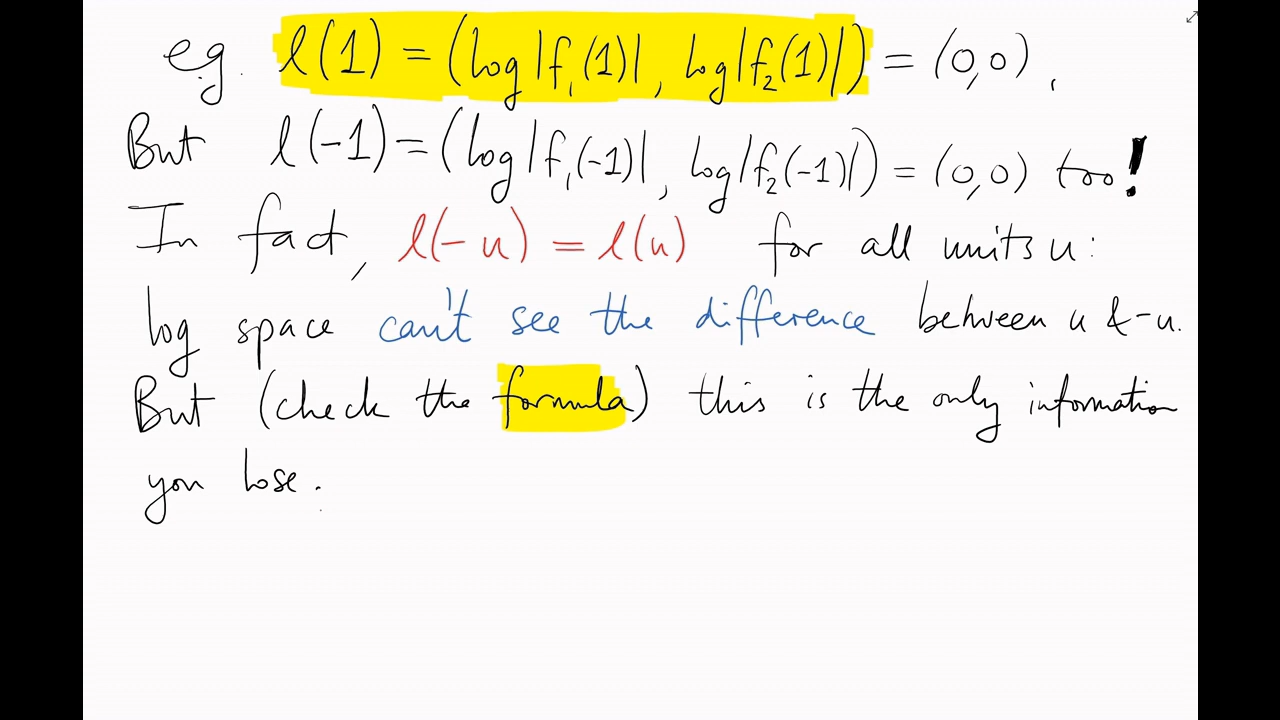 e.g. l(1) = (log|f₁(1)|, log|f₂(1)|) = (0,0).
But l(-1) = (log|f₁(-1)|, log|f₂(-1)|) = (0,0) too!
In fact, l(-u) = l(u) for all units u:
log space can't see the difference between u & -u.
But (check the formula) this is the only information
you lose.